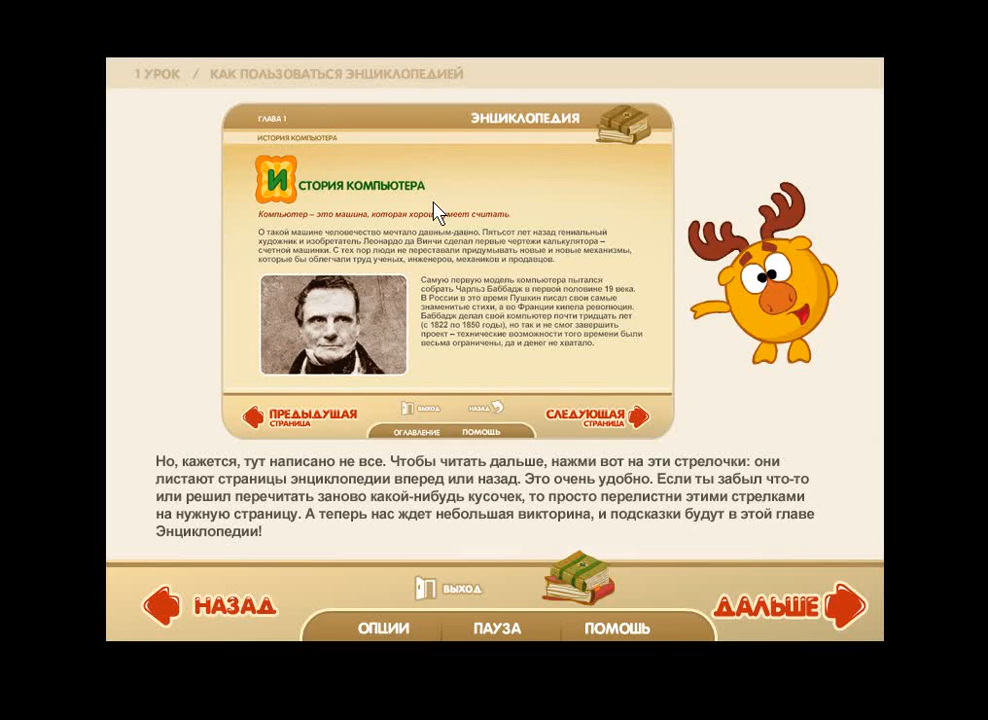 1 УРОК / КАК ПОЛЬЗОВАТЬСЯ ЭНЦИКЛОПЕДИЕЙ
ГЛАВА 1 ЭНЦИКЛОПЕДИЯ
ИСТОРИЯ КОМПЬЮТЕРА
ИСТОРИЯ КОМПЬЮТЕРА
Компьютер – это машина, которая хорошо умеет считать.
О такой машине человечество мечтало давным-давно. Пятьсот лет назад гениальный
художник и изобретатель Леонардо да Винчи сделал первые чертежи калькулятора –
счетной машинки. С тех пор люди не переставали придумывать новые и новые механизмы,
которые бы облегчали труд ученых, инженеров, механиков и продавцов.
Самую первую модель компьютера пытался
собрать Чарльз Баббадж в первой половине 19 века.
В России в это время Пушкин писал свои самые
знаменитые стихи, а во Франции кипела революция.
Баббадж делал свой компьютер почти тридцать лет
(с 1822 по 1850 годы), но так и не смог завершить
проект – технические возможности того времени были
весьма ограничены, да и денег не хватало.
ПРЕДЫДУЩАЯ
СТРАНИЦА
ВЫХОД
НАЗАД
СЛЕДУЮЩАЯ
СТРАНИЦА
ОГЛАВЛЕНИЕ ПОМОЩЬ
Но, кажется, тут написано не все. Чтобы читать дальше, нажми вот на эти стрелочки: они
листают страницы энциклопедии вперед или назад. Это очень удобно. Если ты забыл что-то
или решил перечитать заново какой-нибудь кусочек, то просто перелистни этими стрелками
на нужную страницу. А теперь нас ждет небольшая викторина, и подсказки будут в этой главе
Энциклопедии!
НАЗАД
ВЫХОД
ДАЛЬШЕ
ОПЦИИ ПАУЗА ПОМОЩЬ